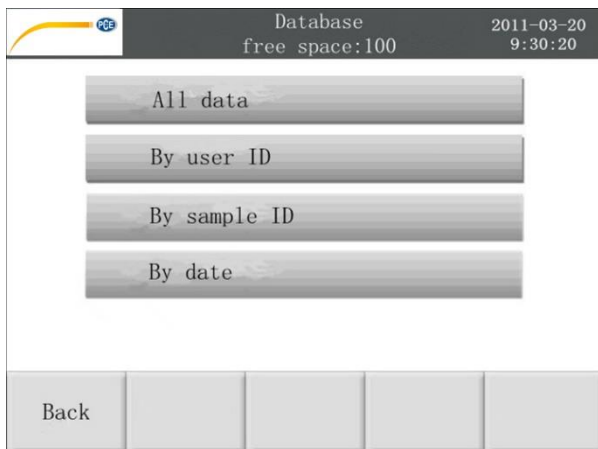 PCE
Database
free space:100
2011-03-20
9:30:20
All data
By user ID
By sample ID
By date
Back